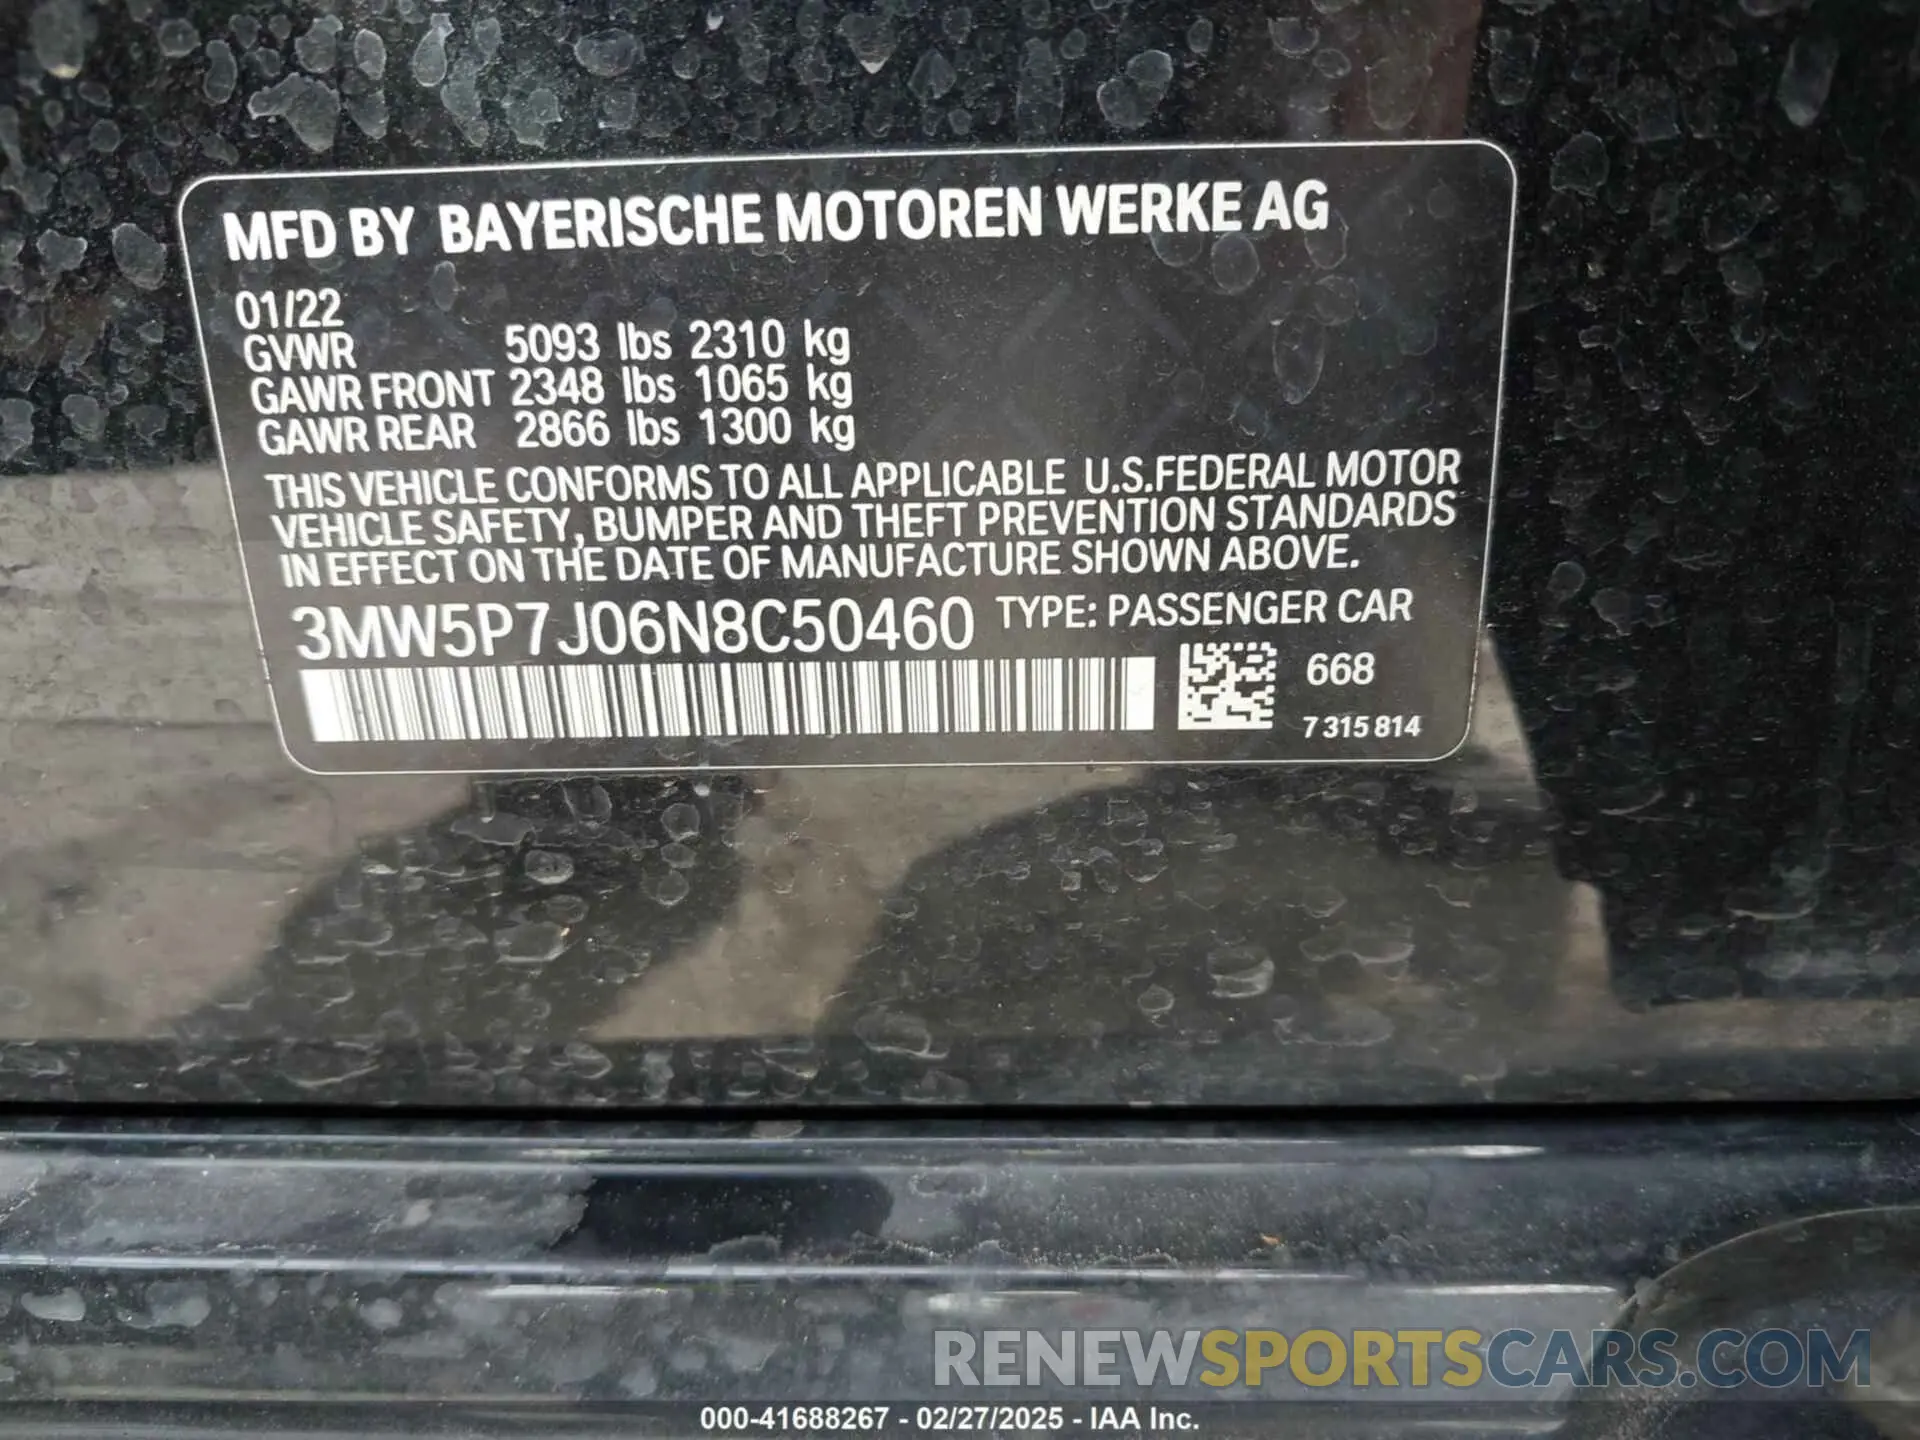 MFD BY BAYERISCHE MOTOREN WERKE AG
01/22
GVWR 5093 lbs 2310 kg
GAWR FRONT 2348 lbs 1065 kg
GAWR REAR 2866 lbs 1300 kg
THIS VEHICLE CONFORMS TO ALL APPLICABLE U.S.FEDERAL MOTOR
VEHICLE SAFETY, BUMPER AND THEFT PREVENTION STANDARDS
IN EFFECT ON THE DATE OF MANUFACTURE SHOWN ABOVE.
3MW5P7J06N8C50460 TYPE: PASSENGER CAR
668
7 315 814
RENEWSPORTSCARS.COM
000-41688267 - 02/27/2025 - IAA Inc.